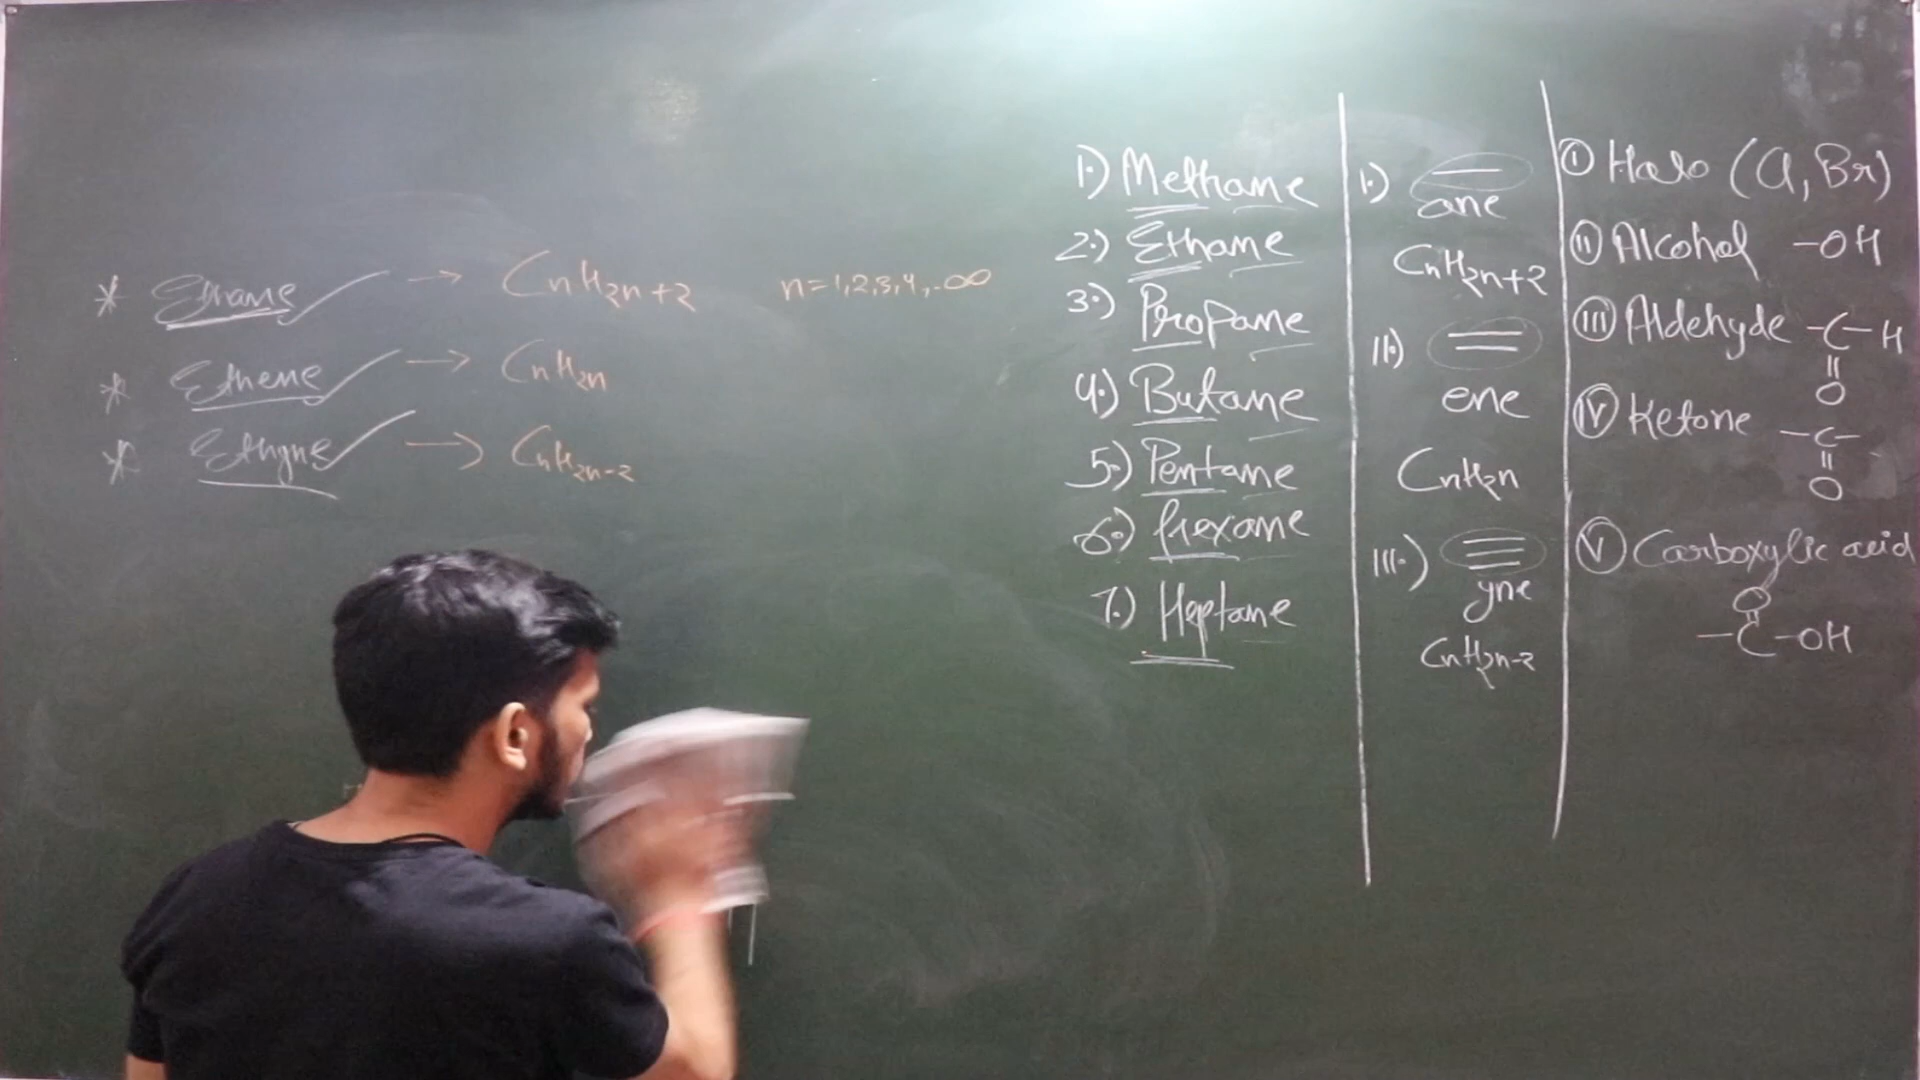 * Ethane → CnH2n+2 n=1,2,3,4,..∞
* Ethene → CnH2n
* Ethyne → CnH2n-2
1.) Methane
2.) Ethane
3.) Propane
4.) Butane
5.) Pentane
6.) Hexane
7.) Heptane
I.) —
ane
CnH2n+2
II.) =
ene
CnH2n
III.) ≡
yne
CnH2n-2
(I) Halo (Cl, Br)
(II) Alcohol -OH
(III) Aldehyde -C-H
||
O
(IV) Ketone -C-
||
O
(V) Carboxylic acid
O
||
-C-OH